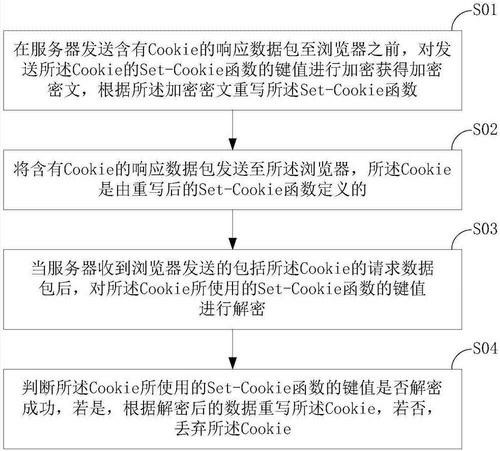 S01
在服务器发送含有Cookie的响应数据包至浏览器之前，对发
送所述Cookie的Set-Cookie函数的键值进行加密获得加密
密文，根据所述加密密文重写所述Set-Cookie函数
S02
将含有Cookie的响应数据包发送至所述浏览器，所述Cookie
是由重写后的Set-Cookie函数定义的
S03
当服务器收到浏览器发送的包括所述Cookie的请求数据
包后，对所述Cookie所使用的Set-Cookie函数的键值
进行解密
S04
判断所述Cookie所使用的Set-Cookie函数的键值是否解密
成功，若是，根据解密后的数据重写所述Cookie，若否，
丢弃所述Cookie